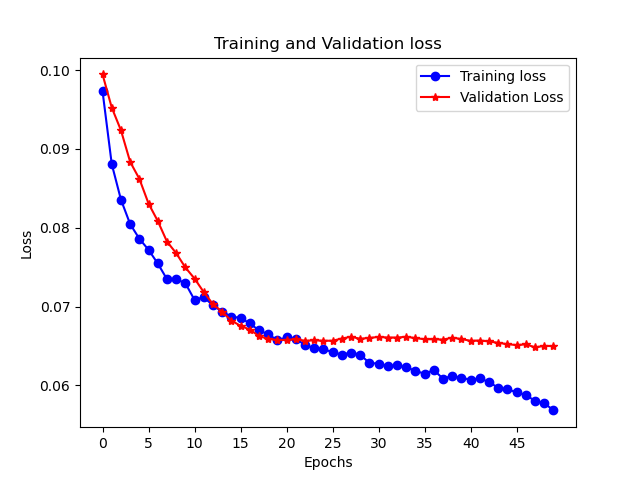 Training and Validation loss
Training loss
Validation Loss
Loss
0.10
0.09
0.08
0.07
0.06
0 5 10 15 20 25 30 35 40 45
Epochs